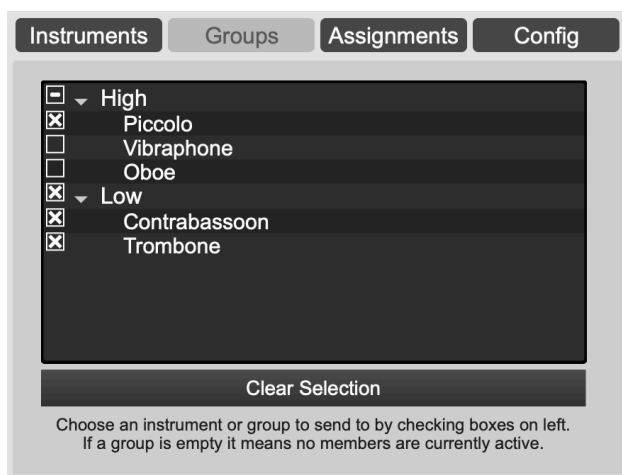 Instruments Groups Assignments Config
High
Piccolo
Vibraphone
Oboe
Low
Contrabassoon
Trombone
Clear Selection
Choose an instrument or group to send to by checking boxes on left.
If a group is empty it means no members are currently active.